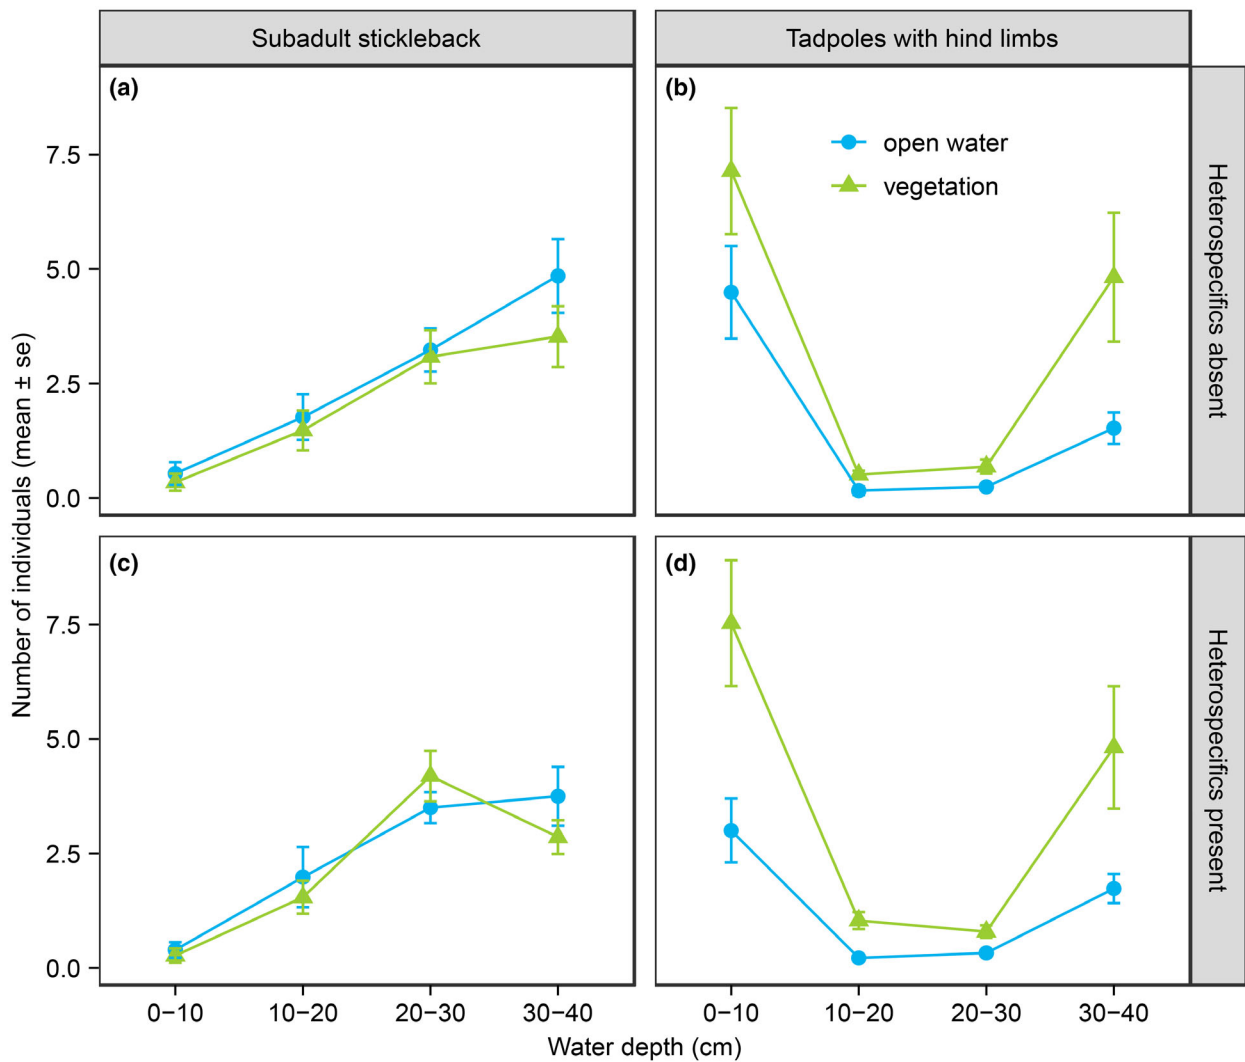 Subadult stickleback
Tadpoles with hind limbs
(a)
(b)
open water
vegetation
7.5
5.0
2.5
0.0
Heterospecifics absent
Number of individuals (mean ± se)
(c)
(d)
7.5
5.0
2.5
0.0
Heterospecifics present
0−10
10−20
20−30
30−40
0−10
10−20
20−30
30−40
Water depth (cm)